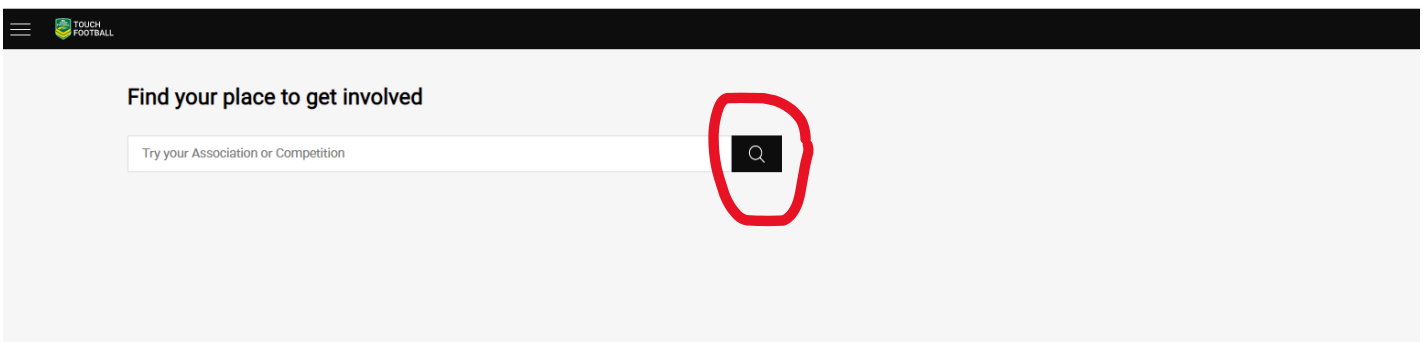 TOUCH
FOOTBALL
Find your place to get involved
Try your Association or Competition